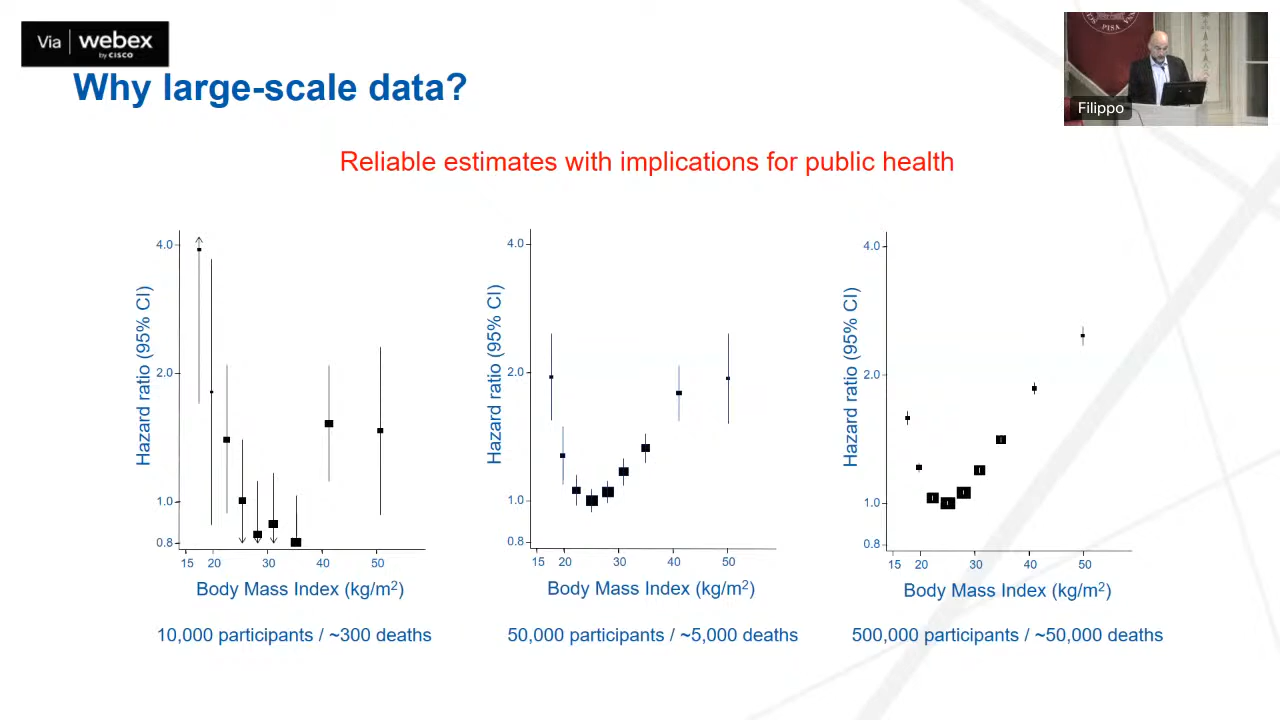 Via | webex
by CISCO
Why large-scale data?
PISA
Filippo
Reliable estimates with implications for public health
4.0
2.0
1.0
0.8
Hazard ratio (95% CI)
15 20 30 40 50
Body Mass Index (kg/m²)
10,000 participants / ~300 deaths
4.0
2.0
1.0
0.8
Hazard ratio (95% CI)
15 20 30 40 50
Body Mass Index (kg/m²)
50,000 participants / ~5,000 deaths
4.0
2.0
1.0
0.8
Hazard ratio (95% CI)
15 20 30 40 50
Body Mass Index (kg/m²)
500,000 participants / ~50,000 deaths